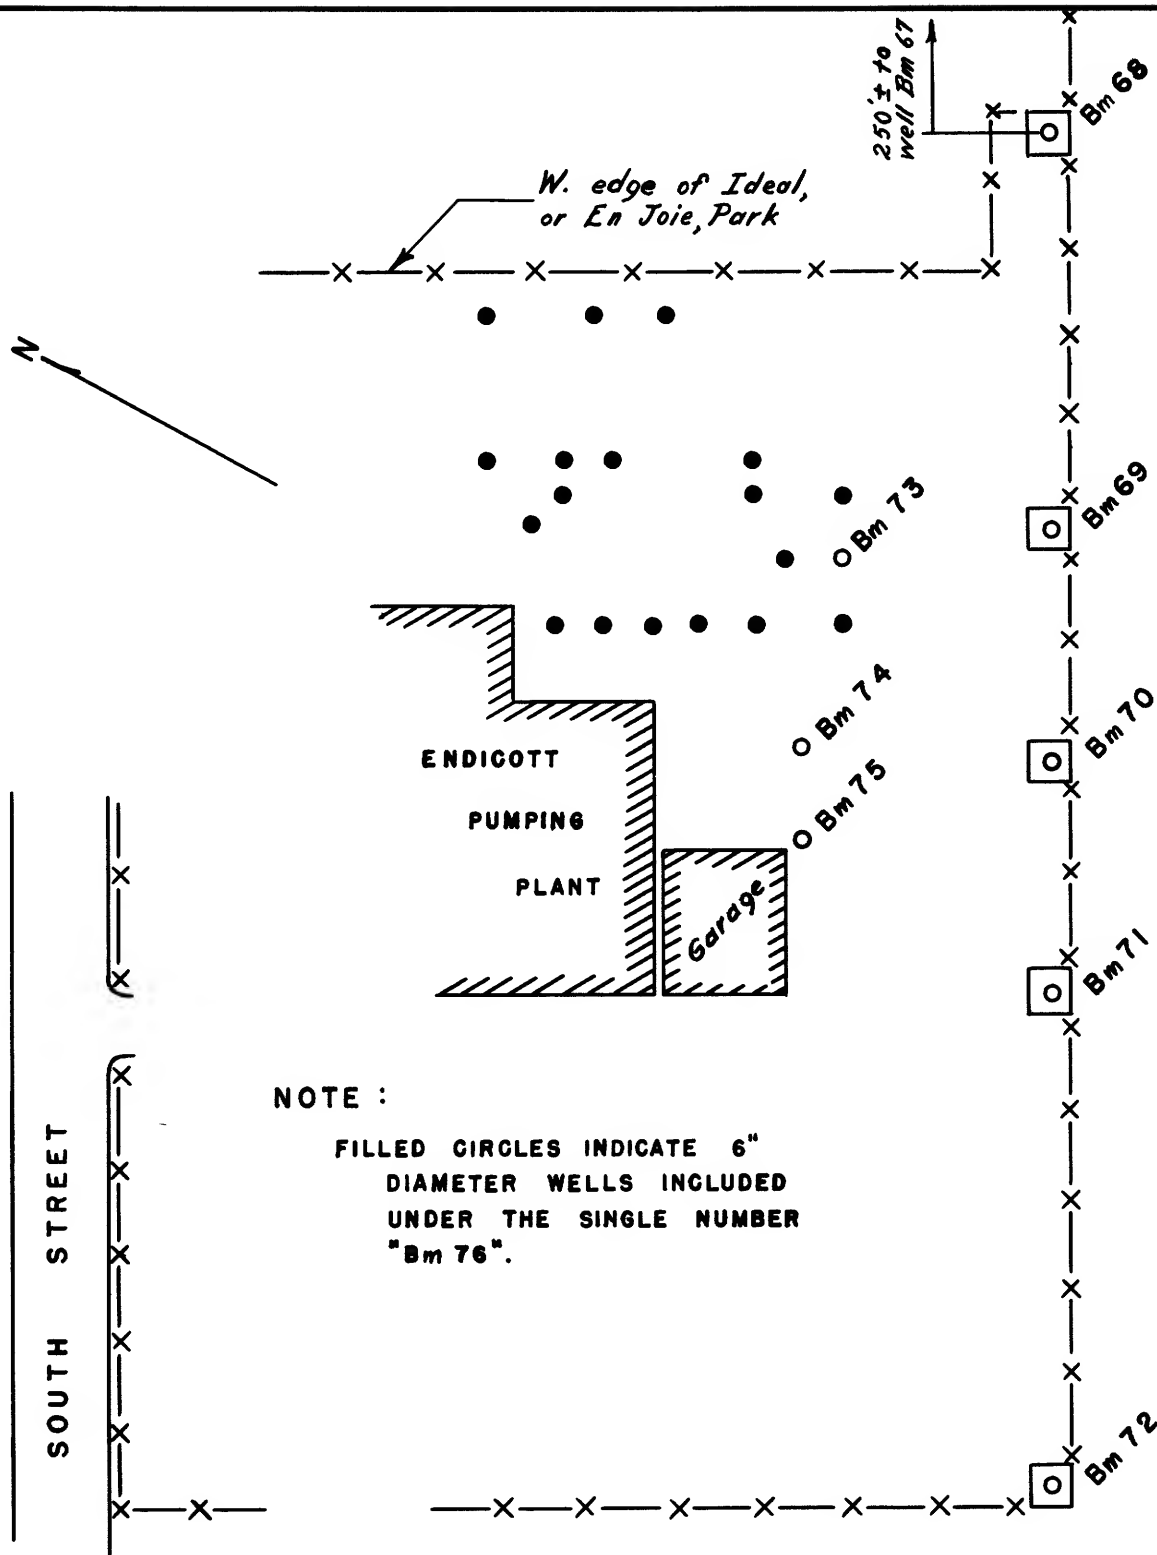 250'± to
well Bm 67
Bm 68
W. edge of Ideal,
or En Joie, Park
N
Bm 69
Bm 73
Bm 74
Bm 70
ENDICOTT
PUMPING
PLANT
Bm 75
Garage
Bm 71
NOTE :
FILLED CIRCLES INDICATE 6"
DIAMETER WELLS INCLUDED
UNDER THE SINGLE NUMBER
"Bm 76".
SOUTH STREET
Bm 72